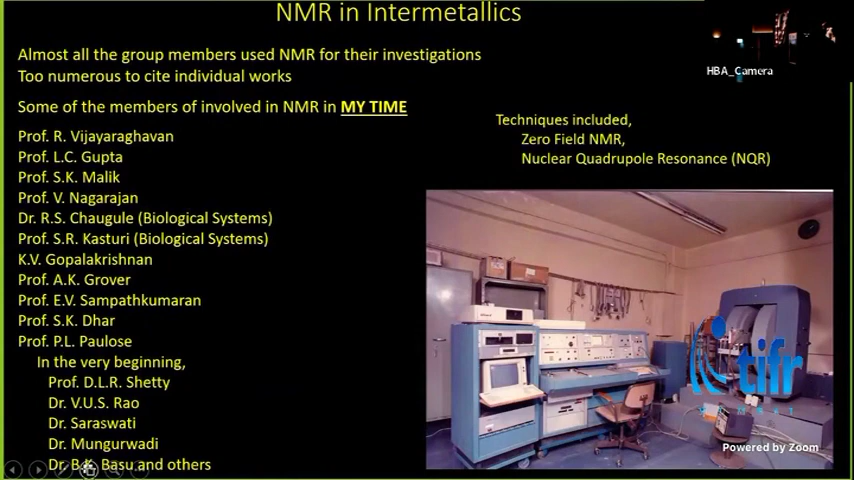 NMR in Intermetallics
Almost all the group members used NMR for their investigations
Too numerous to cite individual works
Some of the members of involved in NMR in MY TIME
Prof. R. Vijayaraghavan
Prof. L.C. Gupta
Prof. S.K. Malik
Prof. V. Nagarajan
Dr. R.S. Chaugule (Biological Systems)
Prof. S.R. Kasturi (Biological Systems)
K.V. Gopalakrishnan
Prof. A.K. Grover
Prof. E.V. Sampathkumaran
Prof. S.K. Dhar
Prof. P.L. Paulose
In the very beginning,
Prof. D.L.R. Shetty
Dr. V.U.S. Rao
Dr. Saraswati
Dr. Mungurwadi
Dr. B.K. Basu and others
HBA_Camera
Techniques included,
Zero Field NMR,
Nuclear Quadrupole Resonance (NQR)
tifr
Powered by Zoom